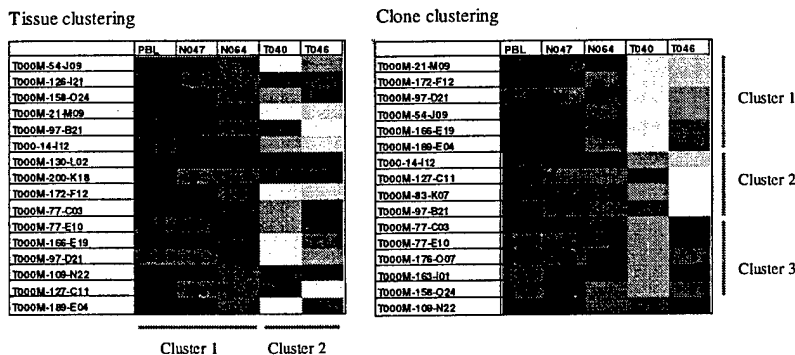 Tissue clustering
PBL N047 N064 T040 T046
T000M-54-J09
T000M-126-I21
T000M-158-O24
T000M-21-M09
T000M-97-B21
T000-14-I12
T000M-130-L02
T000M-200-K18
T000M-172-F12
T000M-77-C03
T000M-77-E10
T000M-166-E19
T000M-97-D21
T000M-109-N22
T000M-127-C11
T000M-189-E04
Cluster 1
Cluster 2
Clone clustering
PBL N047 N064 T040 T046
T000M-21-M09
T000M-172-F12
T000M-97-D21
T000M-54-J09
T000M-166-E19
T000M-189-E04
T000-14-I12
T000M-127-C11
T000M-83-K07
T000M-97-B21
T000M-77-C03
T000M-77-E10
T000M-176-O07
T000M-163-I01
T000M-158-O24
T000M-109-N22
Cluster 1
Cluster 2
Cluster 3